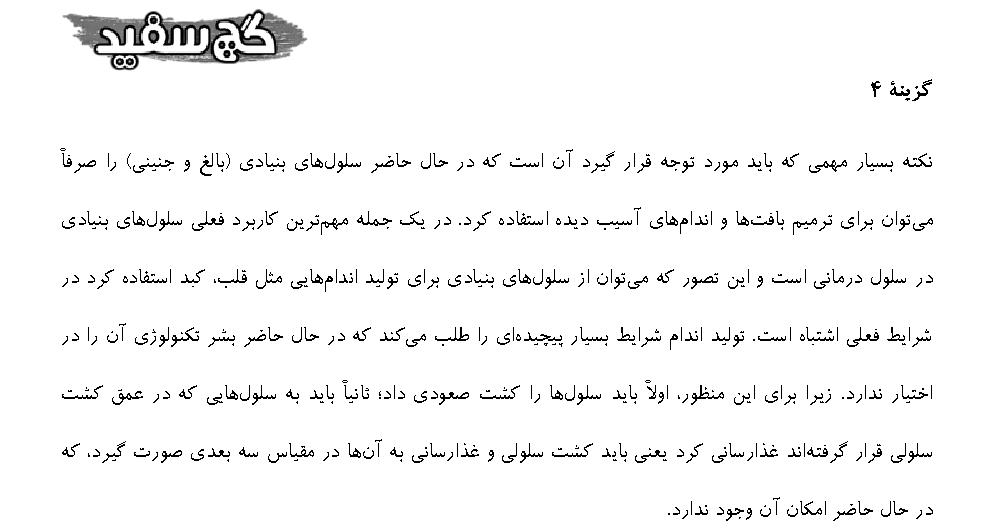 گچ سفید
گزینهٔ ۴
نکته بسیار مهمی که باید مورد توجه قرار گیرد آن است که در حال حاضر سلول‌های بنیادی (بالغ و جنینی) را صرفاً
می‌توان برای ترمیم بافت‌ها و اندام‌های آسیب دیده استفاده کرد. در یک جمله مهم‌ترین کاربرد فعلی سلول‌های بنیادی
در سلول درمانی است و این تصور که می‌توان از سلول‌های بنیادی برای تولید اندام‌هایی مثل قلب، کبد استفاده کرد در
شرایط فعلی اشتباه است. تولید اندام شرایط بسیار پیچیده‌ای را طلب می‌کند که در حال حاضر بشر تکنولوژی آن را در
اختیار ندارد. زیرا برای این منظور، اولاً باید سلول‌ها را کشت صعودی داد؛ ثانیاً باید به سلول‌هایی که در عمق کشت
سلولی قرار گرفته‌اند غذارسانی کرد یعنی باید کشت سلولی و غذارسانی به آن‌ها در مقیاس سه بعدی صورت گیرد، که
در حال حاضر امکان آن وجود ندارد.